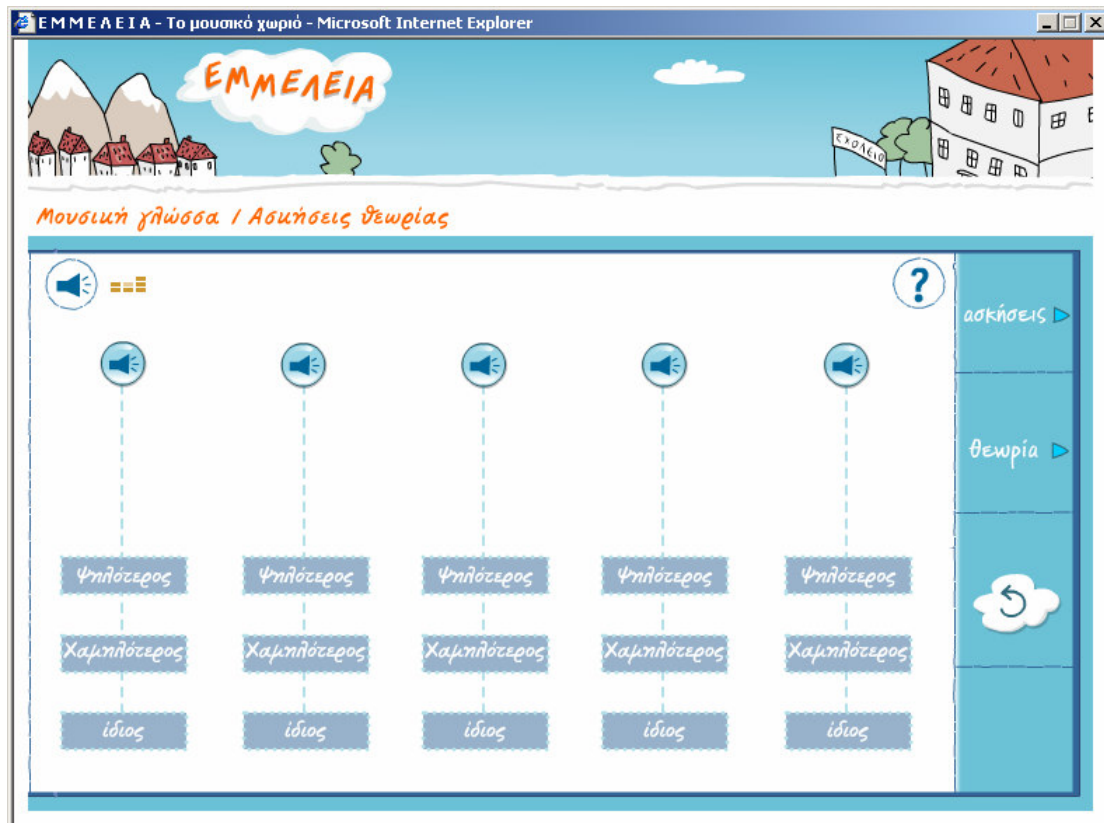 Ε Μ Μ Ε Λ Ε Ι Α - Το μουσικό χωριό - Microsoft Internet Explorer
ΕΜΜΕΛΕΙΑ
ΣΧΟΛΕΙΟ
Μουσική γλώσσα / Ασκήσεις θεωρίας
?
ασκήσεις
θεωρία
Ψηλότερος Ψηλότερος Ψηλότερος Ψηλότερος Ψηλότερος
Χαμηλότερος Χαμηλότερος Χαμηλότερος Χαμηλότερος Χαμηλότερος
ίδιος ίδιος ίδιος ίδιος ίδιος